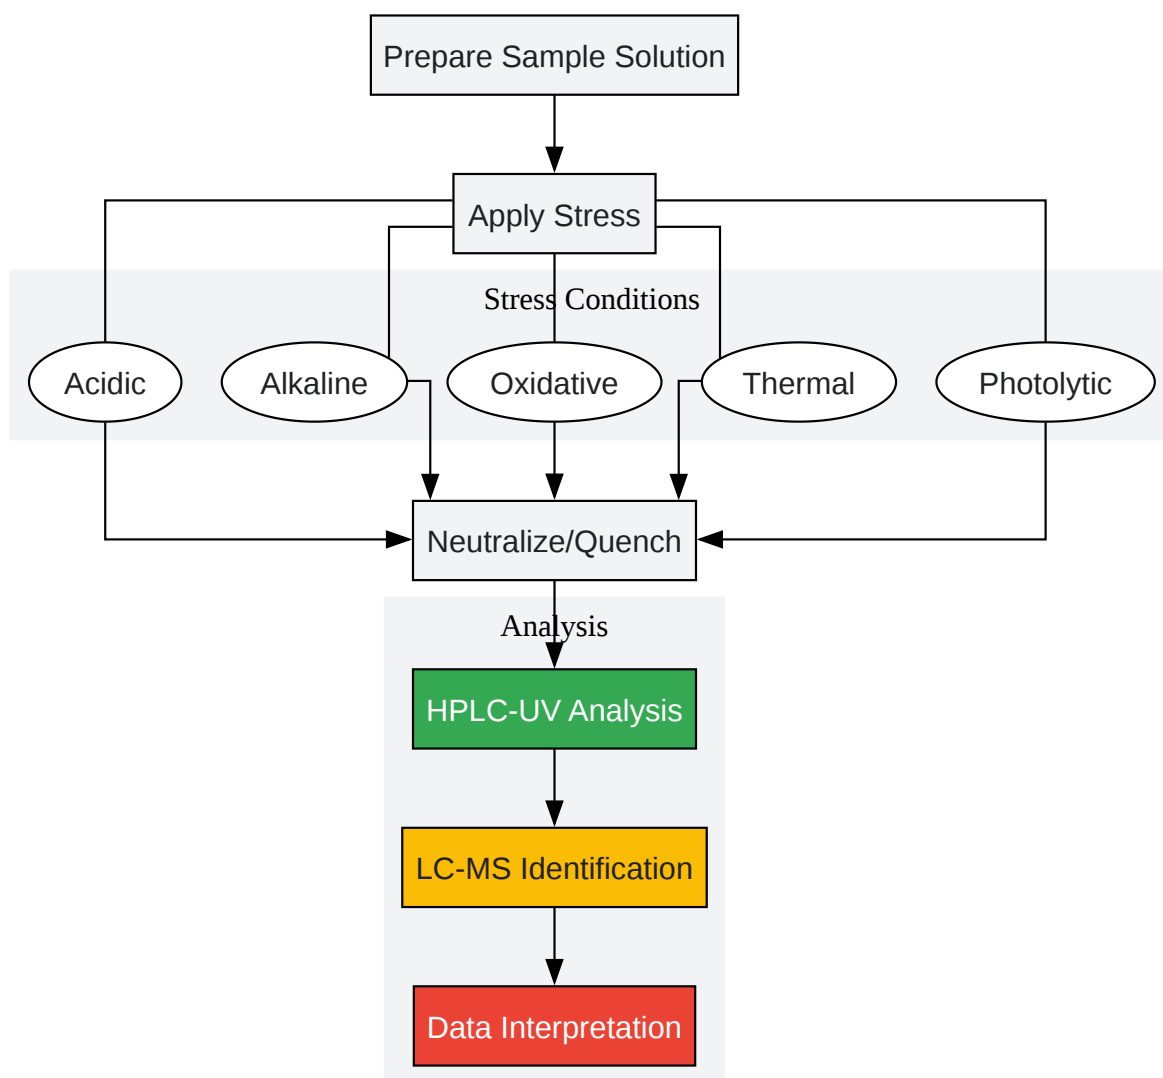 Prepare Sample Solution
Apply Stress
Stress Conditions
Acidic
Alkaline
Oxidative
Thermal
Photolytic
Neutralize/Quench
Analysis
HPLC-UV Analysis
LC-MS Identification
Data Interpretation